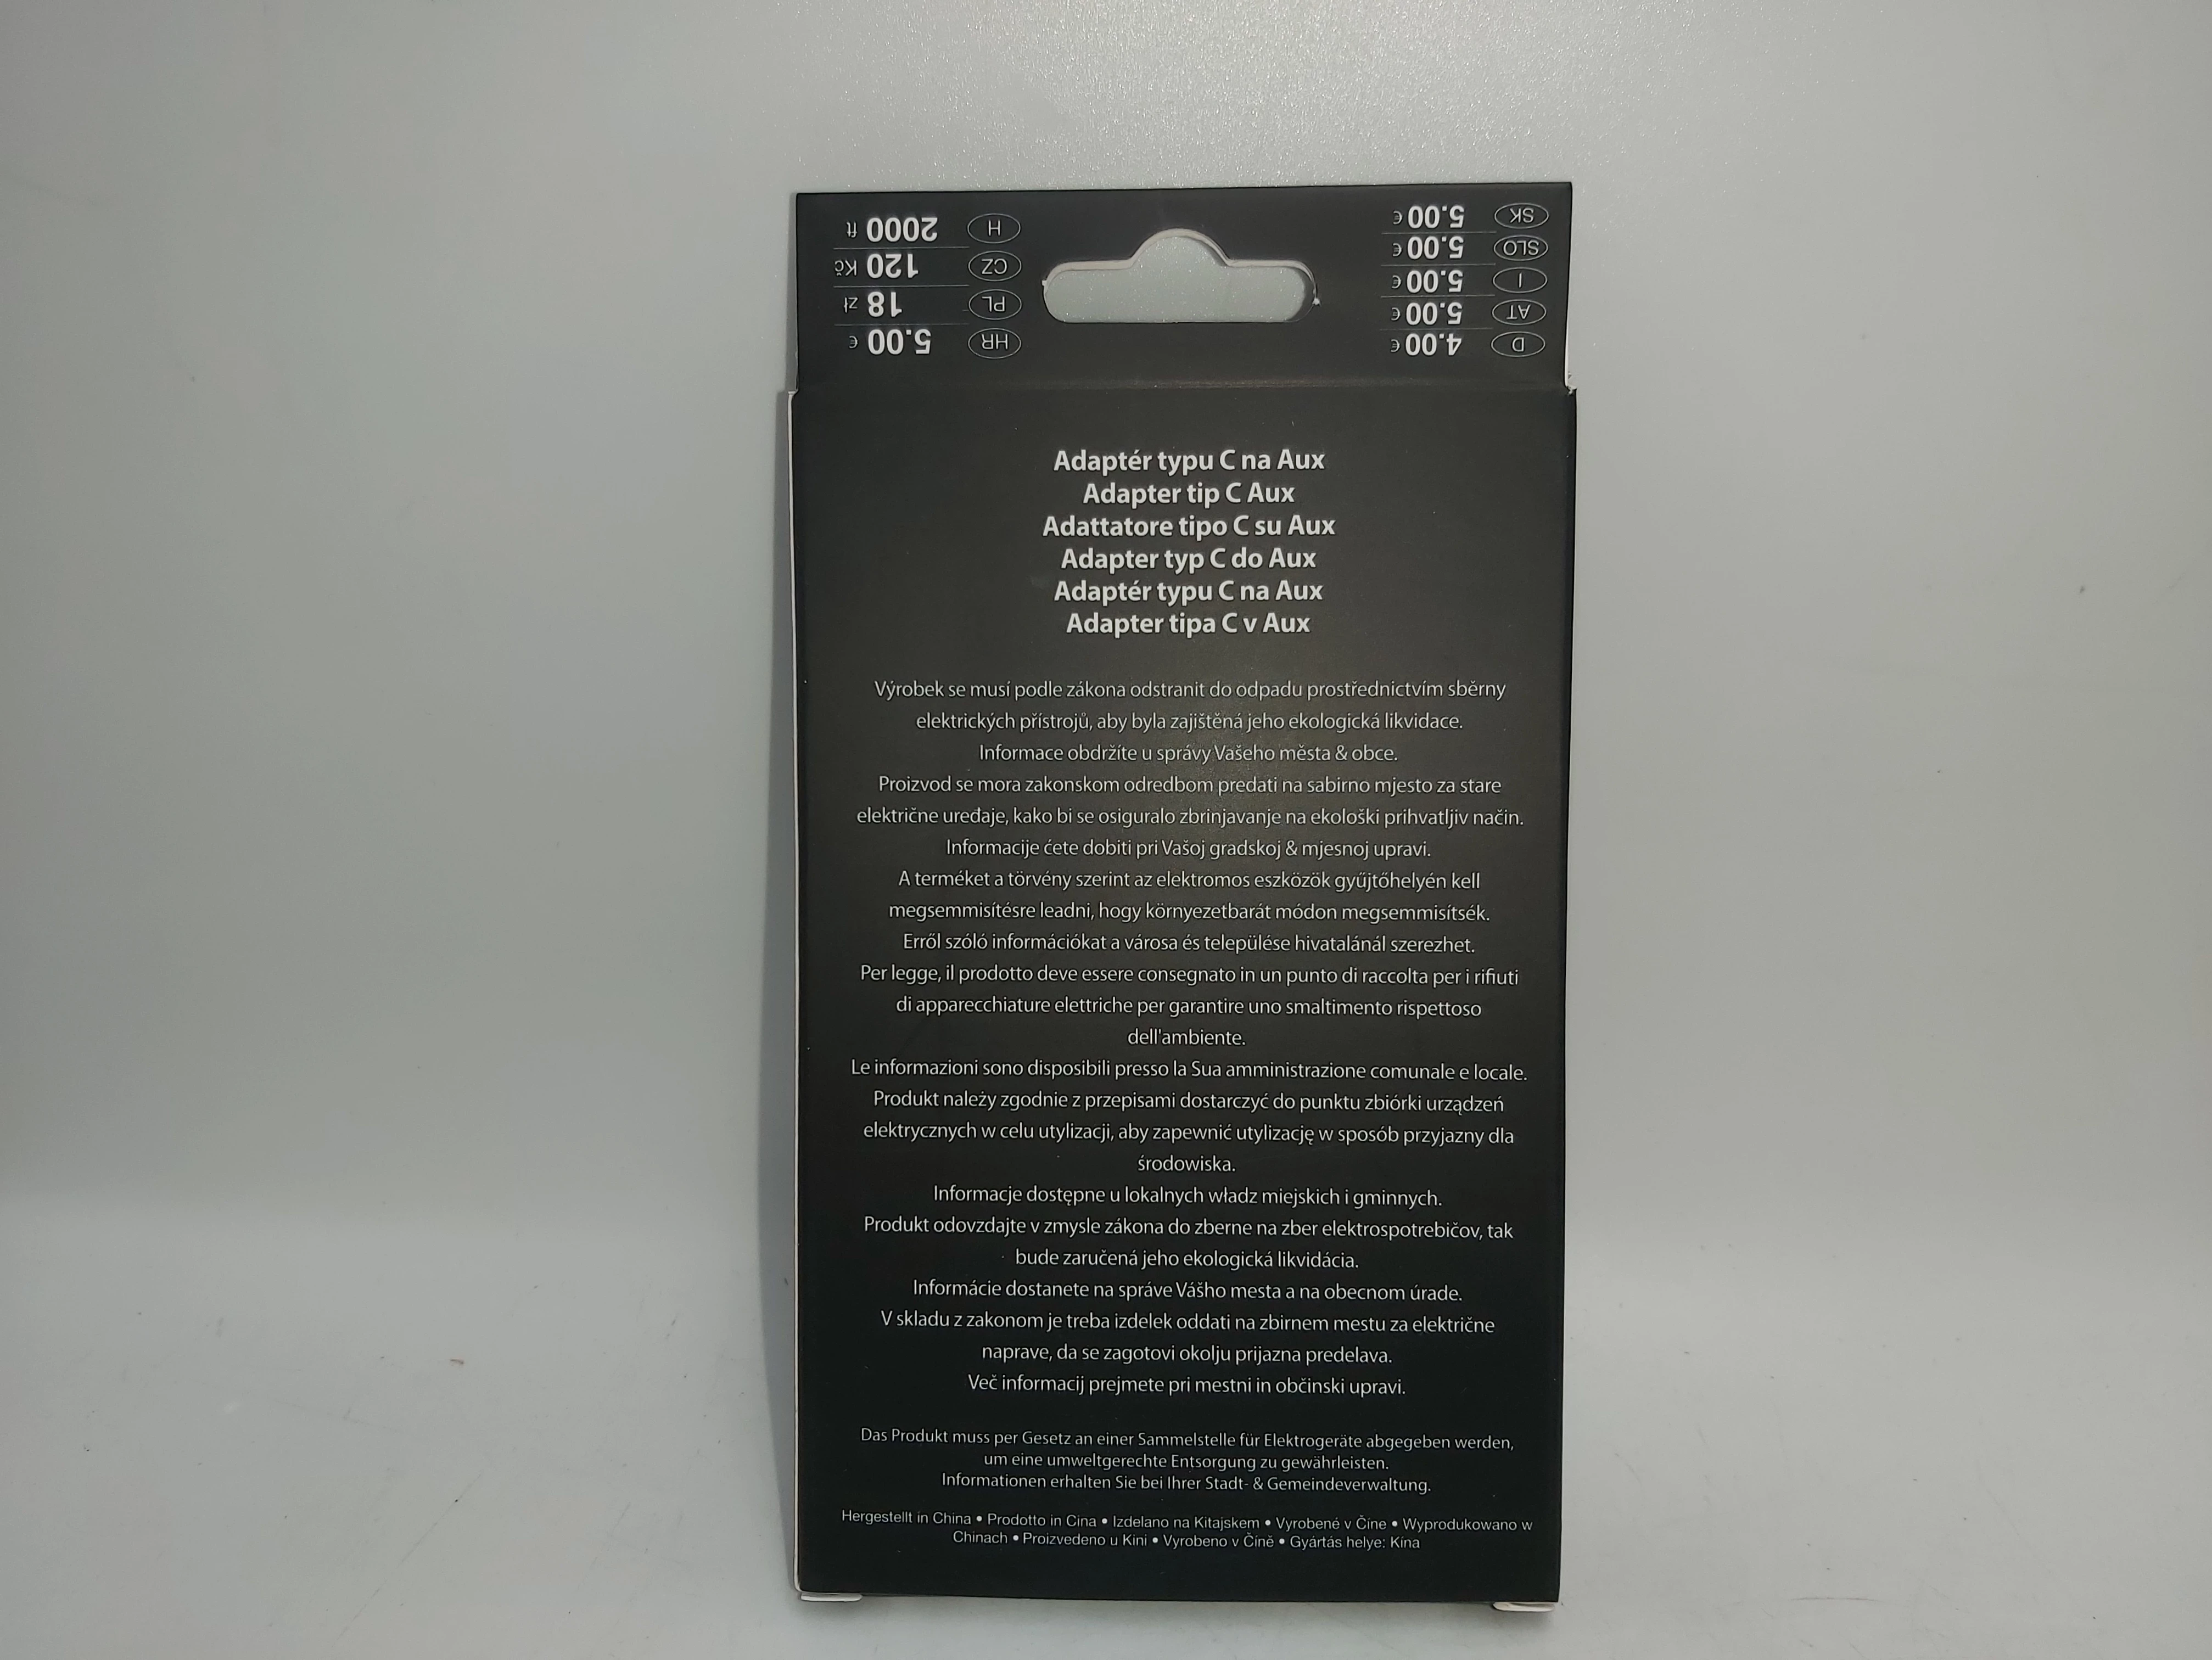 H 2000 ft
CZ 120 Kč
PL 18 zł
HR 5.00 €
SK 5.00 €
SLO 5.00 €
I 5.00 €
AT 5.00 €
D 4.00 €
Adaptér typu C na Aux
Adapter tip C Aux
Adattatore tipo C su Aux
Adapter typ C do Aux
Adaptér typu C na Aux
Adapter tipa C v Aux
Výrobek se musí podle zákona odstranit do odpadu prostřednictvím sběrny
elektrických přístrojů, aby byla zajištěná jeho ekologická likvidace.
Informace obdržíte u správy Vašeho města & obce.
Proizvod se mora zakonskom odredbom predati na sabirno mjesto za stare
električne uređaje, kako bi se osiguralo zbrinjavanje na ekološki prihvatljiv način.
Informacije ćete dobiti pri Vašoj gradskoj & mjesnoj upravi.
A terméket a törvény szerint az elektromos eszközök gyűjtőhelyén kell
megsemmisítésre leadni, hogy környezetbarát módon megsemmisítsék.
Erről szóló információkat a városa és települése hivatalánál szerezhet.
Per legge, il prodotto deve essere consegnato in un punto di raccolta per i rifiuti
di apparecchiature elettriche per garantire uno smaltimento rispettoso
dell'ambiente.
Le informazioni sono disposibili presso la Sua amministrazione comunale e locale.
Produkt należy zgodnie z przepisami dostarczyć do punktu zbiórki urządzeń
elektrycznych w celu utylizacji, aby zapewnić utylizację w sposób przyjazny dla
środowiska.
Informacje dostępne u lokalnych władz miejskich i gminnych.
Produkt odovzdajte v zmysle zákona do zberne na zber elektrospotrebičov, tak
bude zaručená jeho ekologická likvidácia.
Informácie dostanete na správe Vášho mesta a na obecnom úrade.
V skladu z zakonom je treba izdelek oddati na zbirnem mestu za električne
naprave, da se zagotovi okolju prijazna predelava.
Več informacij prejmete pri mestni in občinski upravi.
Das Produkt muss per Gesetz an einer Sammelstelle für Elektrogeräte abgegeben werden,
um eine umweltgerechte Entsorgung zu gewährleisten.
Informationen erhalten Sie bei Ihrer Stadt- & Gemeindeverwaltung.
Hergestellt in China • Prodotto in Cina • Izdelano na Kitajskem • Vyrobené v Číne • Wyprodukowano w
Chinach • Proizvedeno u Kini • Vyrobeno v Číně • Gyártás helye: Kína